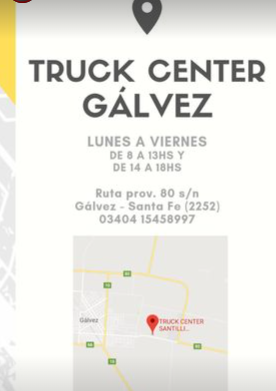 TRUCK CENTER
GÁLVEZ
LUNES A VIERNES
DE 8 A 13HS Y
DE 14 A 18HS
Ruta prov. 80 s/n
Gálvez - Santa Fe (2252)
03404 15458997
Gálvez
TRUCK CENTER
SANTILLI...